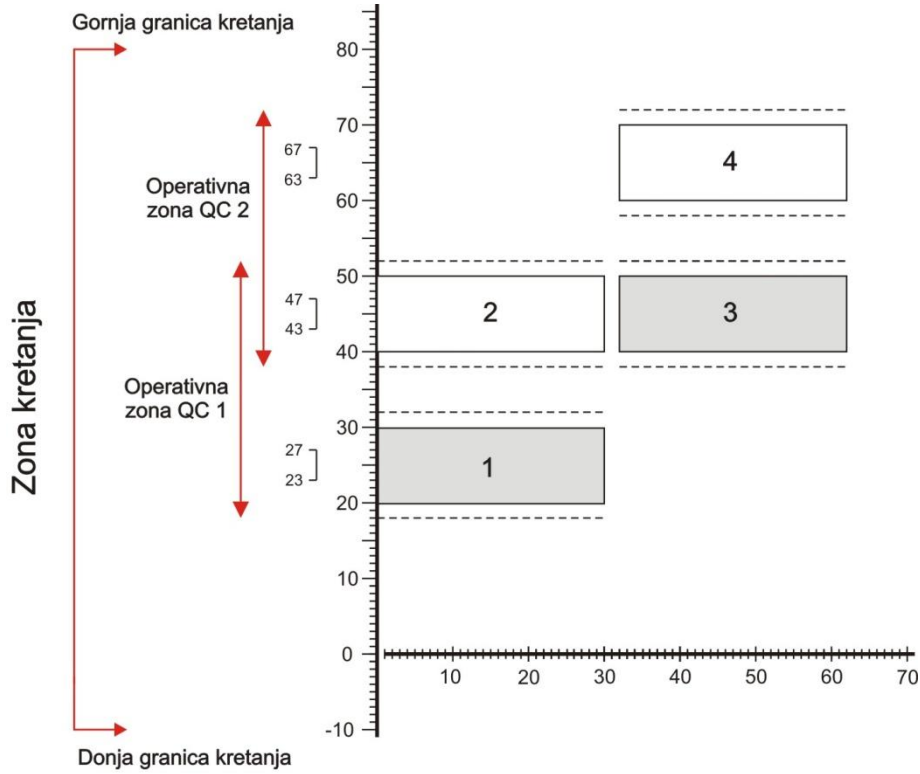 Gornja granica kretanja
Zona kretanja
Operativna
zona QC 2
Operativna
zona QC 1
67
63
47
43
27
23
80
70
60
50
40
30
20
10
0
-10
4
2
3
1
10 20 30 40 50 60 70
Donja granica kretanja